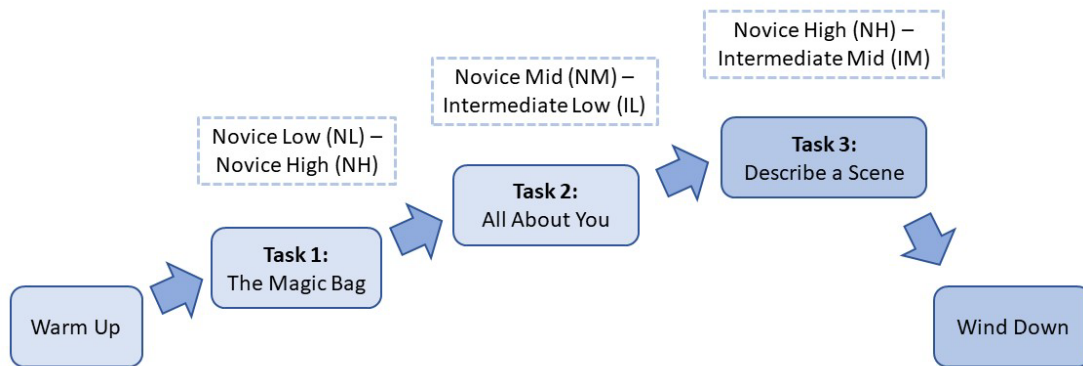 Novice High (NH) –
Intermediate Mid (IM)
Novice Mid (NM) –
Intermediate Low (IL)
Novice Low (NL) –
Novice High (NH)
Task 3:
Describe a Scene
Task 2:
All About You
Task 1:
The Magic Bag
Warm Up
Wind Down